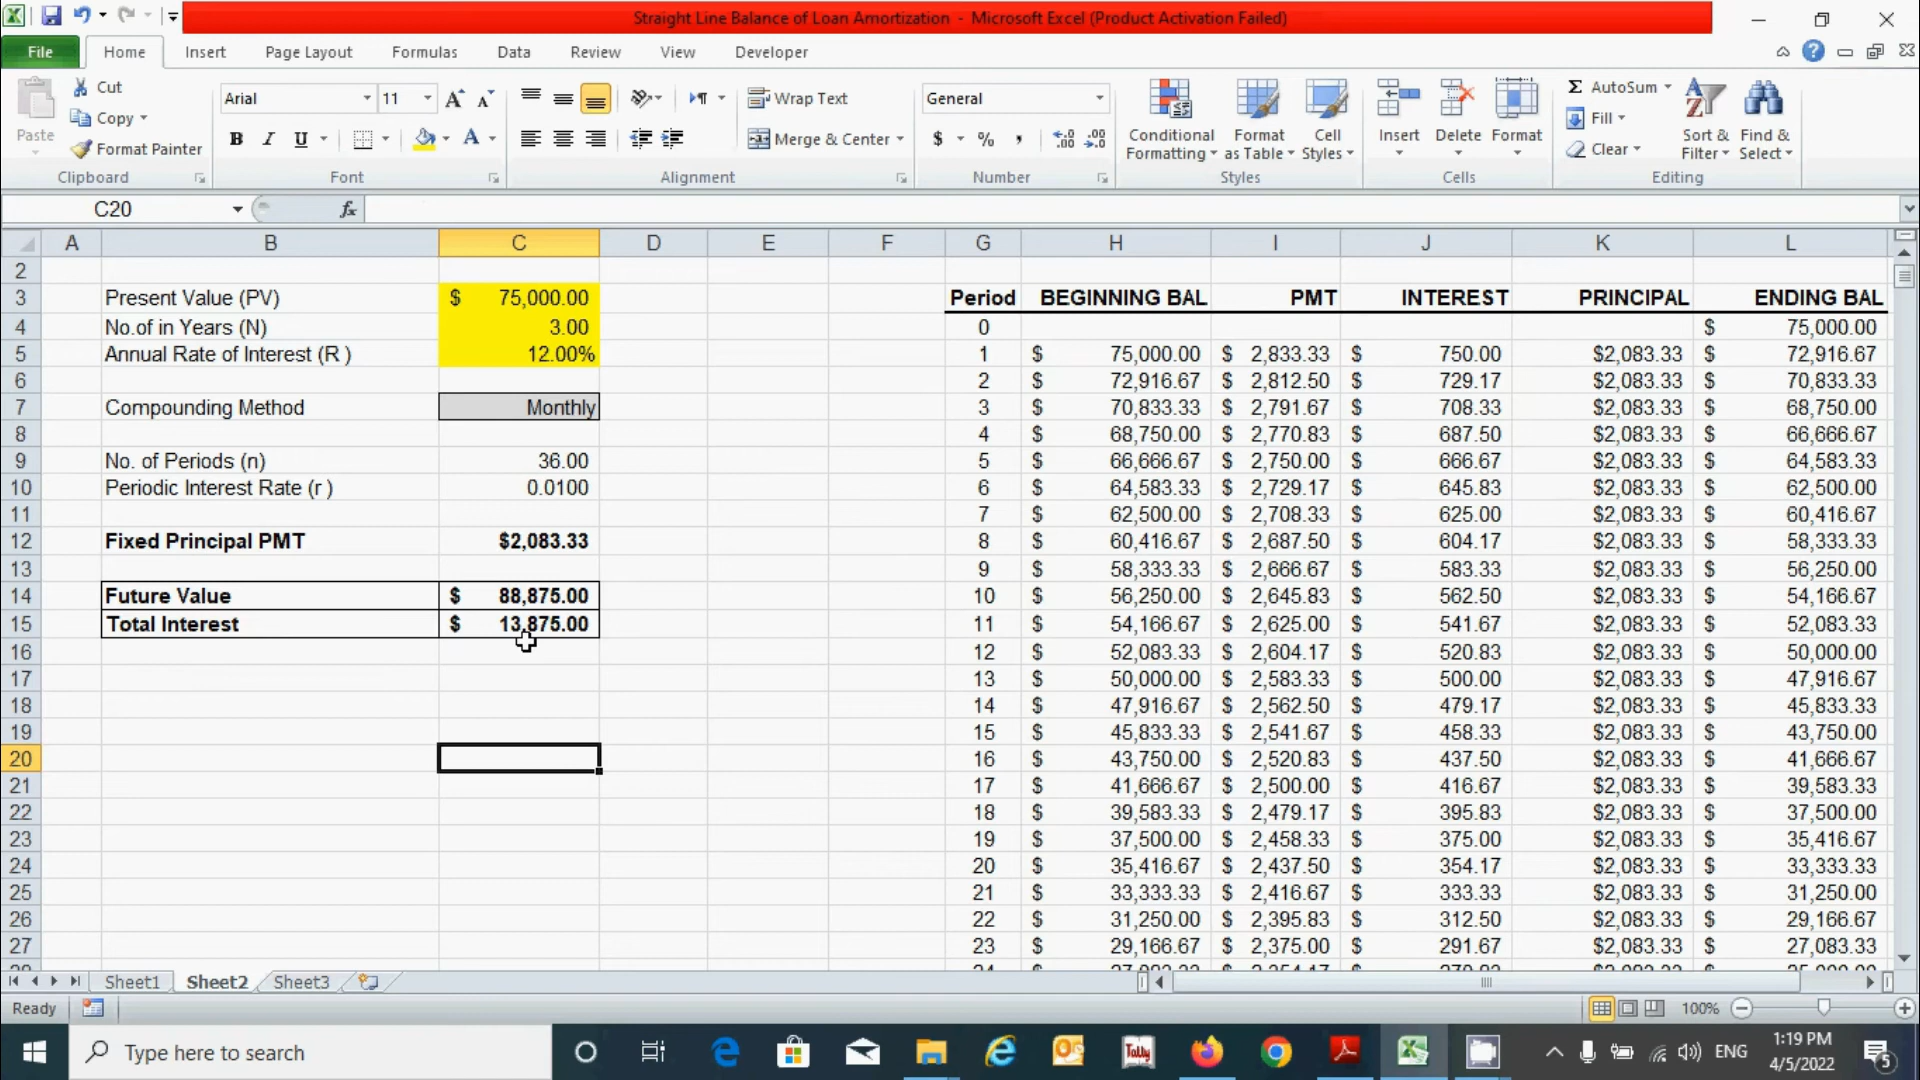 Straight Line Balance of Loan Amortization - Microsoft Excel (Product Activation Failed)
File Home Insert Page Layout Formulas Data Review View Developer
Paste Cut Copy Format Painter
Arial 11 A A Wrap Text General
B I U A Merge & Center $ % ,
Conditional Formatting Format as Table Cell Styles Insert Delete Format
Σ AutoSum Fill Clear Sort & Filter Find & Select
Clipboard Font Alignment Number Styles Cells Editing
C20 fx
A B C D E F G H I J K L
2
3 Present Value (PV) $ 75,000.00 Period BEGINNING BAL PMT INTEREST PRINCIPAL ENDING BAL
4 No.of in Years (N) 3.00 0 $ 75,000.00
5 Annual Rate of Interest (R ) 12.00% 1 $ 75,000.00 $ 2,833.33 $ 750.00 $2,083.33 $ 72,916.67
6 2 $ 72,916.67 $ 2,812.50 $ 729.17 $2,083.33 $ 70,833.33
7 Compounding Method Monthly 3 $ 70,833.33 $ 2,791.67 $ 708.33 $2,083.33 $ 68,750.00
8 4 $ 68,750.00 $ 2,770.83 $ 687.50 $2,083.33 $ 66,666.67
9 No. of Periods (n) 36.00 5 $ 66,666.67 $ 2,750.00 $ 666.67 $2,083.33 $ 64,583.33
10 Periodic Interest Rate (r ) 0.0100 6 $ 64,583.33 $ 2,729.17 $ 645.83 $2,083.33 $ 62,500.00
11 7 $ 62,500.00 $ 2,708.33 $ 625.00 $2,083.33 $ 60,416.67
12 Fixed Principal PMT $2,083.33 8 $ 60,416.67 $ 2,687.50 $ 604.17 $2,083.33 $ 58,333.33
13 9 $ 58,333.33 $ 2,666.67 $ 583.33 $2,083.33 $ 56,250.00
14 Future Value $ 88,875.00 10 $ 56,250.00 $ 2,645.83 $ 562.50 $2,083.33 $ 54,166.67
15 Total Interest $ 13,875.00 11 $ 54,166.67 $ 2,625.00 $ 541.67 $2,083.33 $ 52,083.33
16 12 $ 52,083.33 $ 2,604.17 $ 520.83 $2,083.33 $ 50,000.00
17 13 $ 50,000.00 $ 2,583.33 $ 500.00 $2,083.33 $ 47,916.67
18 14 $ 47,916.67 $ 2,562.50 $ 479.17 $2,083.33 $ 45,833.33
19 15 $ 45,833.33 $ 2,541.67 $ 458.33 $2,083.33 $ 43,750.00
20 16 $ 43,750.00 $ 2,520.83 $ 437.50 $2,083.33 $ 41,666.67
21 17 $ 41,666.67 $ 2,500.00 $ 416.67 $2,083.33 $ 39,583.33
22 18 $ 39,583.33 $ 2,479.17 $ 395.83 $2,083.33 $ 37,500.00
23 19 $ 37,500.00 $ 2,458.33 $ 375.00 $2,083.33 $ 35,416.67
24 20 $ 35,416.67 $ 2,437.50 $ 354.17 $2,083.33 $ 33,333.33
25 21 $ 33,333.33 $ 2,416.67 $ 333.33 $2,083.33 $ 31,250.00
26 22 $ 31,250.00 $ 2,395.83 $ 312.50 $2,083.33 $ 29,166.67
27 23 $ 29,166.67 $ 2,375.00 $ 291.67 $2,083.33 $ 27,083.33
Sheet1 Sheet2 Sheet3
Ready 100%
Type here to search Tally ENG 1:19 PM
4/5/2022 5